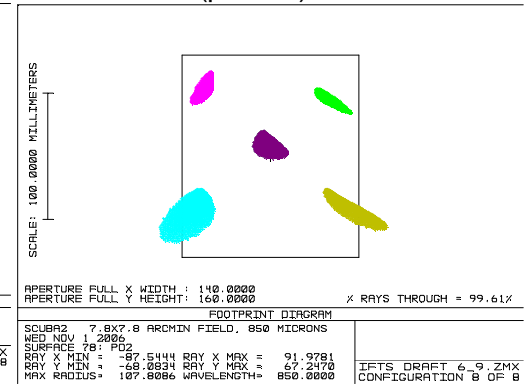 SCALE: 100.0000 MILLIMETERS
APERTURE FULL X WIDTH : 140.0000
APERTURE FULL Y HEIGHT: 160.0000
% RAYS THROUGH = 99.61%
FOOTPRINT DIAGRAM
SCUBA2 7.8X7.8 ARCMIN FIELD, 850 MICRONS
WED NOV 1 2006
SURFACE 78: PD2
RAY X MIN = -87.5444 RAY X MAX = 91.9781
RAY Y MIN = -68.0834 RAY Y MAX = 67.2470
MAX RADIUS= 107.8086 WAVELENGTH= 850.0000
IFTS DRAFT 6_9.ZMX
CONFIGURATION 8 OF 8
X
8